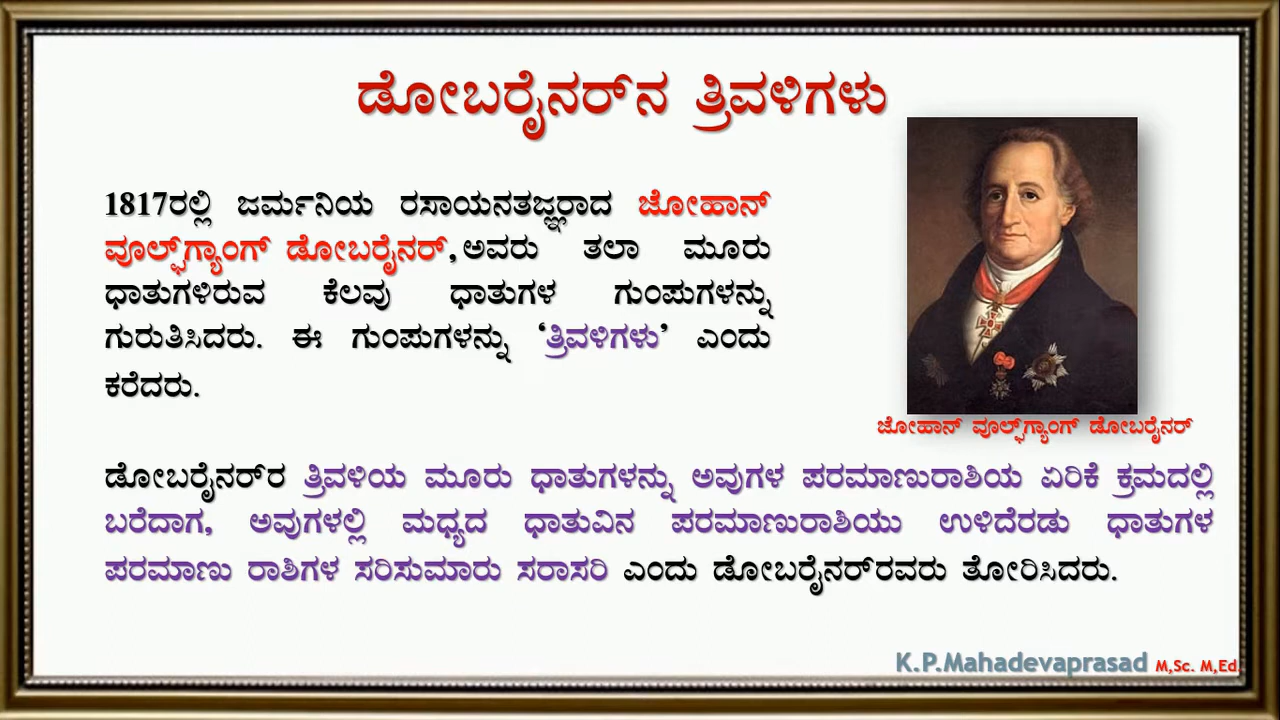 ಡೋಬರೈನರ್‌ನ ತ್ರಿವಳಿಗಳು
1817ರಲ್ಲಿ ಜರ್ಮನಿಯ ರಸಾಯನತಜ್ಞರಾದ ಜೋಹಾನ್
ವೂಲ್ಫ್‌ಗ್ಯಾಂಗ್ ಡೋಬರೈನರ್, ಅವರು ತಲಾ ಮೂರು
ಧಾತುಗಳಿರುವ ಕೆಲವು ಧಾತುಗಳ ಗುಂಪುಗಳನ್ನು
ಗುರುತಿಸಿದರು. ಈ ಗುಂಪುಗಳನ್ನು ‘ತ್ರಿವಳಿಗಳು’ ಎಂದು
ಕರೆದರು.
ಜೋಹಾನ್ ವೂಲ್ಫ್‌ಗ್ಯಾಂಗ್ ಡೋಬರೈನರ್
ಡೋಬರೈನರ್‌ರ ತ್ರಿವಳಿಯ ಮೂರು ಧಾತುಗಳನ್ನು ಅವುಗಳ ಪರಮಾಣುರಾಶಿಯ ಏರಿಕೆ ಕ್ರಮದಲ್ಲಿ
ಬರೆದಾಗ, ಅವುಗಳಲ್ಲಿ ಮಧ್ಯದ ಧಾತುವಿನ ಪರಮಾಣುರಾಶಿಯು ಉಳಿದೆರಡು ಧಾತುಗಳ
ಪರಮಾಣು ರಾಶಿಗಳ ಸರಿಸುಮಾರು ಸರಾಸರಿ ಎಂದು ಡೋಬರೈನರ್‌ರವರು ತೋರಿಸಿದರು.
K.P.Mahadevaprasad M,Sc. M,Ed,